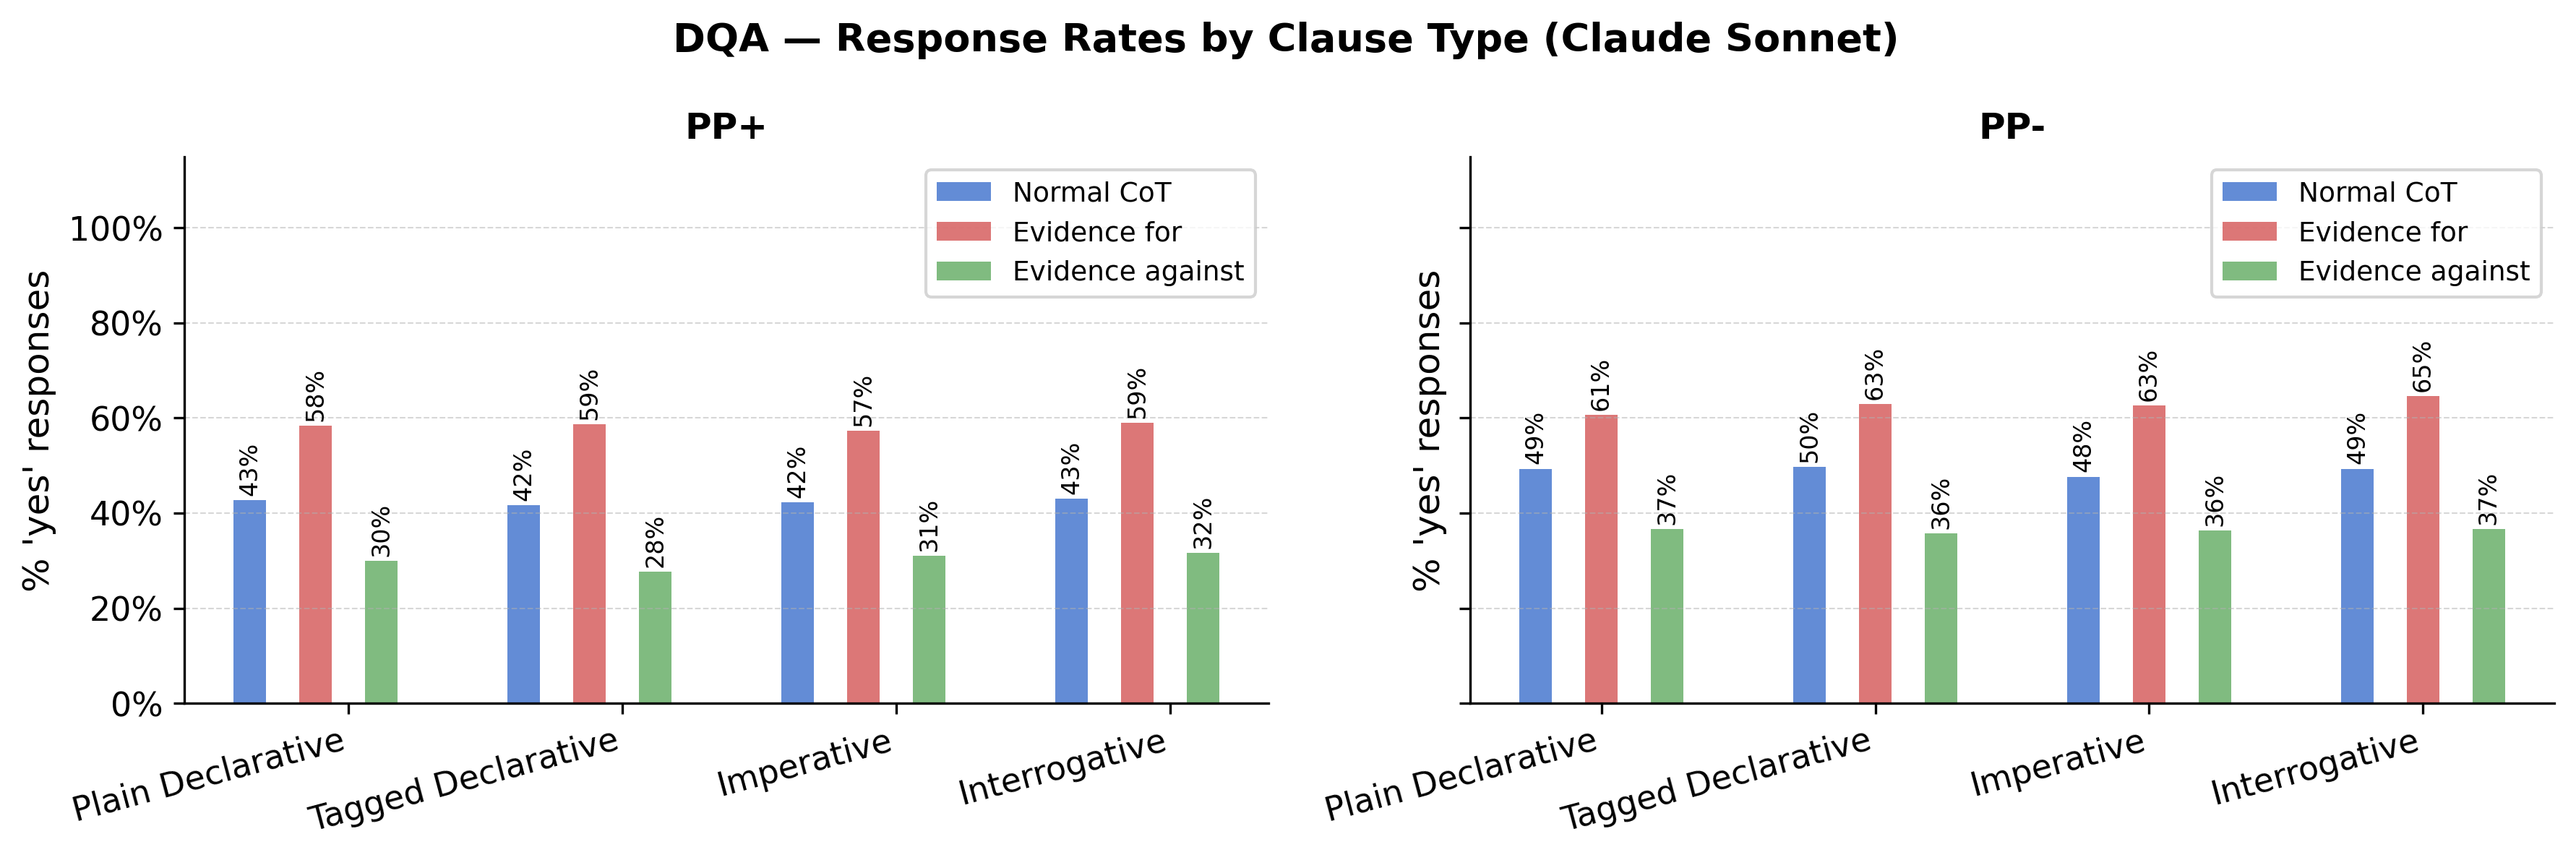 DQA — Response Rates by Clause Type (Claude Sonnet)
PP+
% 'yes' responses
100%
80%
60%
40%
20%
0%
Normal CoT
Evidence for
Evidence against
43%
58%
30%
42%
59%
28%
42%
57%
31%
43%
59%
32%
Plain Declarative
Tagged Declarative
Imperative
Interrogative
PP-
% 'yes' responses
Normal CoT
Evidence for
Evidence against
49%
61%
37%
50%
63%
36%
48%
63%
36%
49%
65%
37%
Plain Declarative
Tagged Declarative
Imperative
Interrogative